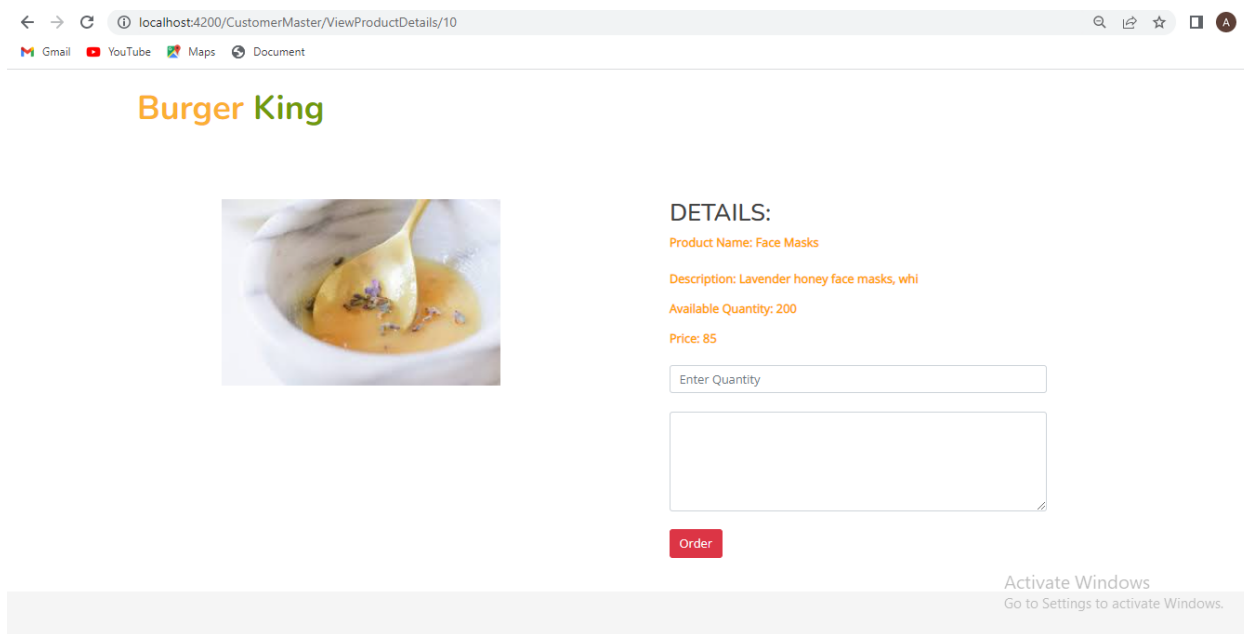 localhost:4200/CustomerMaster/ViewProductDetails/10
A
Gmail YouTube Maps Document
Burger King
DETAILS:
Product Name: Face Masks
Description: Lavender honey face masks, whi
Available Quantity: 200
Price: 85
Enter Quantity
Order
Activate Windows
Go to Settings to activate Windows.